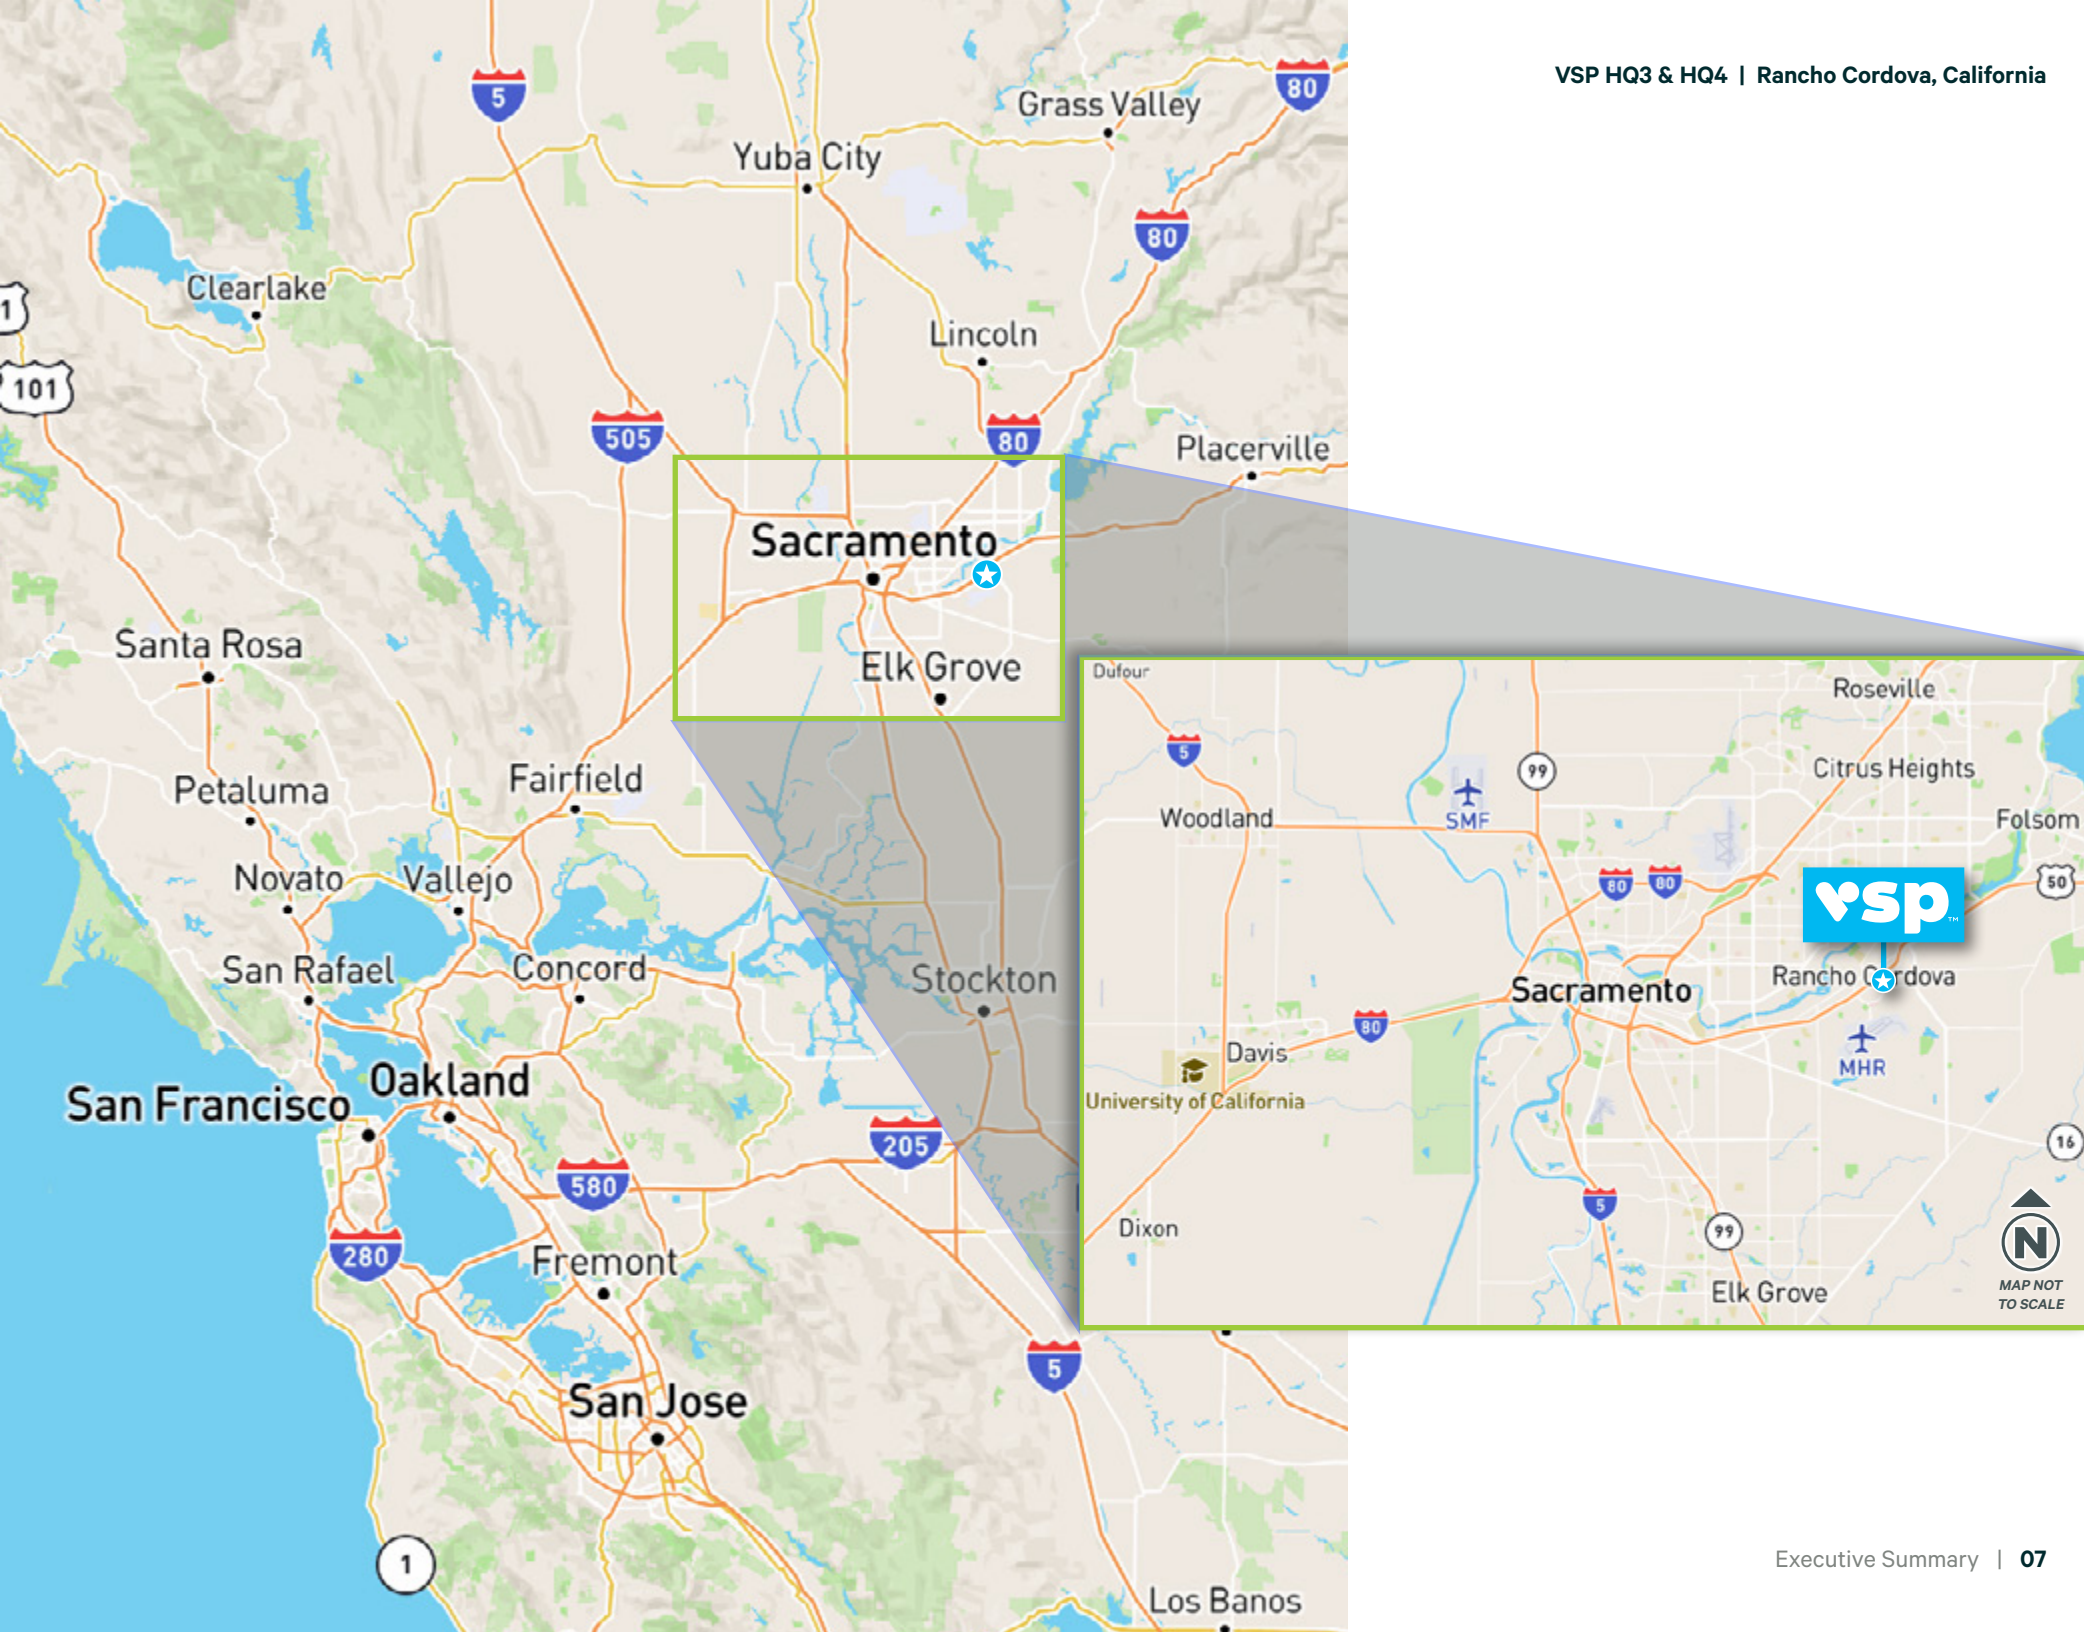 VSP HQ3 & HQ4 | Rancho Cordova, California
5
80
Grass Valley
Yuba City
80
Clearlake
1
101
Lincoln
505
80
Placerville
Sacramento
Santa Rosa
Elk Grove
Petaluma
Fairfield
Novato
Vallejo
San Rafael
Concord
Stockton
Oakland
San Francisco
205
580
280
Fremont
5
San Jose
1
Los Banos
Dufour
Roseville
5
99
Citrus Heights
SMF
Woodland
Folsom
80
80
50
vsp™
Rancho Cordova
Sacramento
80
Davis
MHR
University of California
16
5
Dixon
99
N
Elk Grove
MAP NOT
TO SCALE
Executive Summary | 07